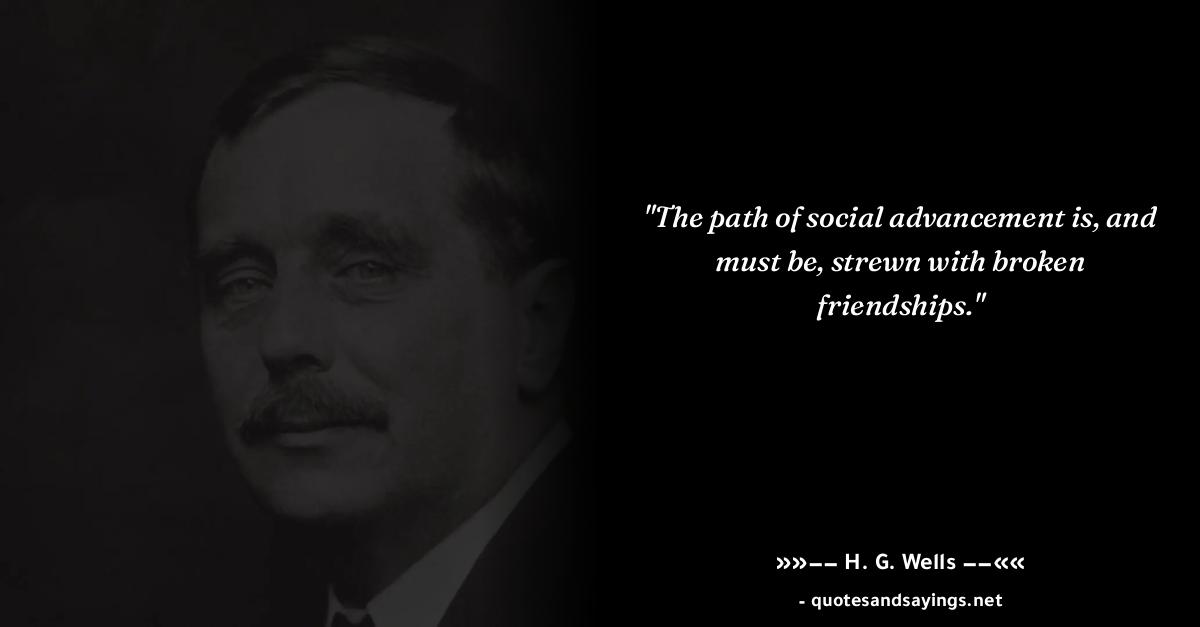 "The path of social advancement is, and
must be, strewn with broken
friendships."
»»−− H. G. Wells −−««
- quotesandsayings.net